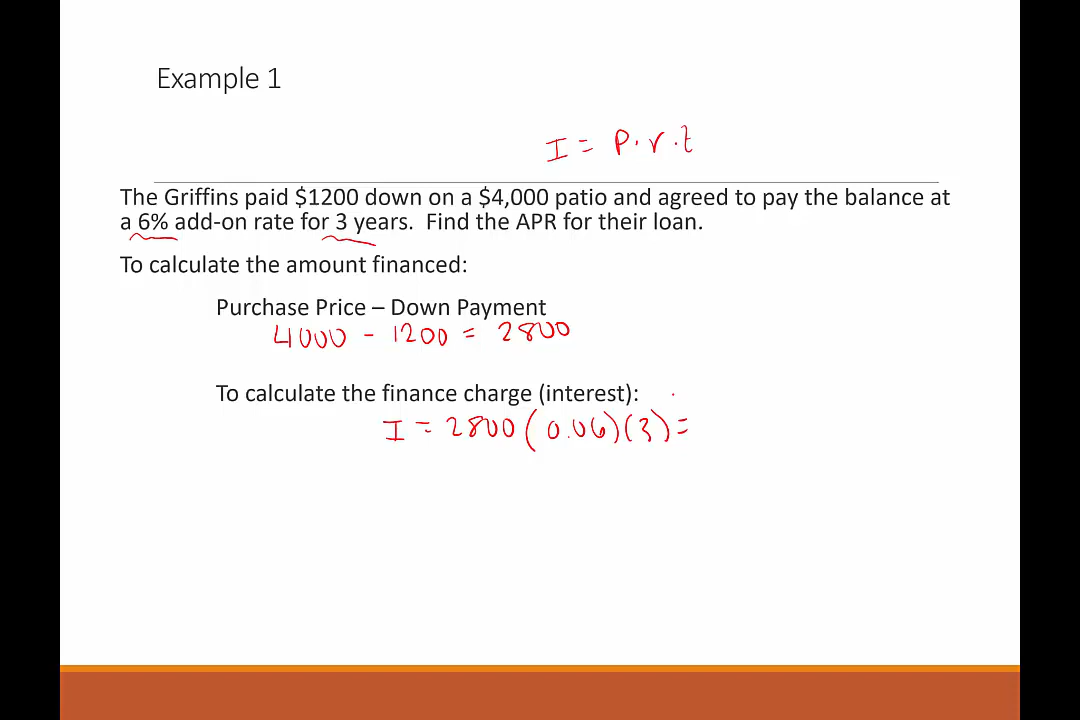 Example 1
I = P · r · t
The Griffins paid $1200 down on a $4,000 patio and agreed to pay the balance at
a 6% add-on rate for 3 years.  Find the APR for their loan.
To calculate the amount financed:
Purchase Price – Down Payment
4000 - 1200 = 2800
To calculate the finance charge (interest):
I = 2800 (0.06)(3) =